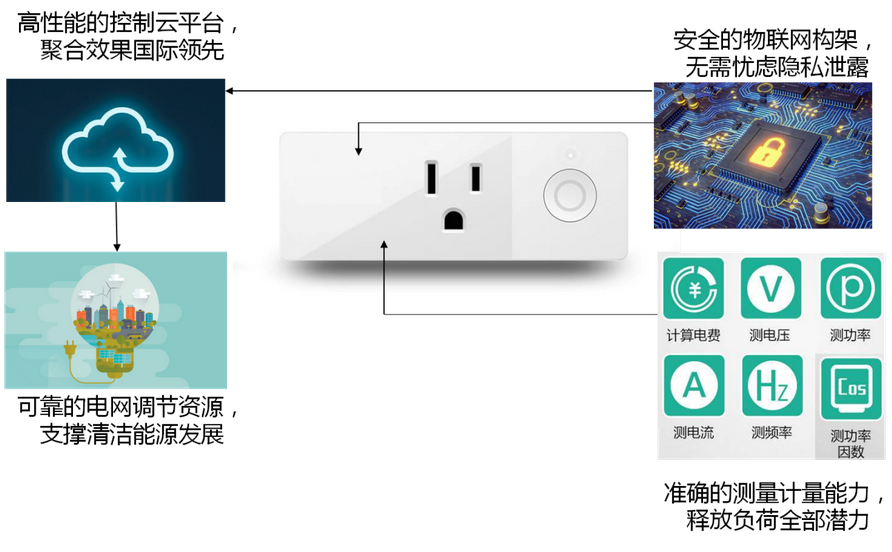 高性能的控制云平台，
聚合效果国际领先
安全的物联网构架，
无需忧虑隐私泄露
可靠的电网调节资源，
支撑清洁能源发展
¥
V
P
计算电费
测电压
测功率
A
Hz
Cos
测电流
测频率
测功率
因数
准确的测量计量能力，
释放负荷全部潜力